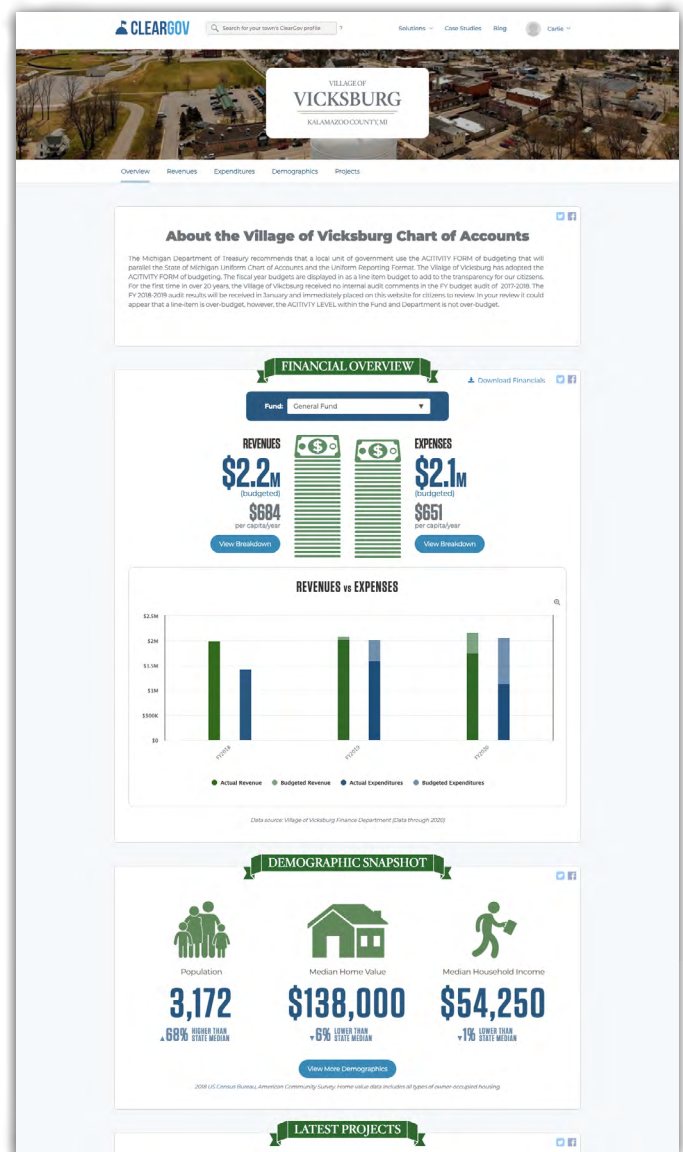 CLEARGOV
Search for your town's ClearGov profile
?
Solutions
Case Studies
Blog
Carlie
VILLAGE OF
VICKSBURG
KALAMAZOO COUNTY, MI
Overview Revenues Expenditures Demographics Projects
About the Village of Vicksburg Chart of Accounts
The Michigan Department of Treasury recommends that a local unit of government use the ACITIVITY FORM of budgeting that will
parallel the State of Michigan Uniform Chart of Accounts and the Uniform Reporting Format. The Village of Vicksburg has adopted the
ACITIVITY FORM of budgeting. The fiscal year budgets are displayed in as a line item budget to add to the transparency for our citizens.
For the first time in over 20 years, the Village of Vikcbsurg received no internal audit comments in the FY budget audit of 2017-2018. The
FY 2018-2019 audit results will be received in January and immediately placed on this website for citizens to review. In your review it could
appear that a line-item is over-budget, however, the ACITIVTY LEVEL within the Fund and Department is not over-budget.
FINANCIAL OVERVIEW
Download Financials
Fund: General Fund
REVENUES
$2.2M
(budgeted)
$684
per capita/year
View Breakdown
EXPENSES
$2.1M
(budgeted)
$651
per capita/year
View Breakdown
REVENUES vs EXPENSES
$2.5M
$2M
$1.5M
$1M
$500K
$0
FY2018
FY2019
FY2020
Actual Revenue Budgeted Revenue Actual Expenditures Budgeted Expenditures
Data source: Village of Vicksburg Finance Department (Data through 2020)
DEMOGRAPHIC SNAPSHOT
Population
3,172
68% HIGHER THAN
STATE MEDIAN
Median Home Value
$138,000
6% LOWER THAN
STATE MEDIAN
Median Household Income
$54,250
1% LOWER THAN
STATE MEDIAN
View More Demographics
2018 US Census Bureau, American Community Survey. Home value data includes all types of owner-occupied housing.
LATEST PROJECTS